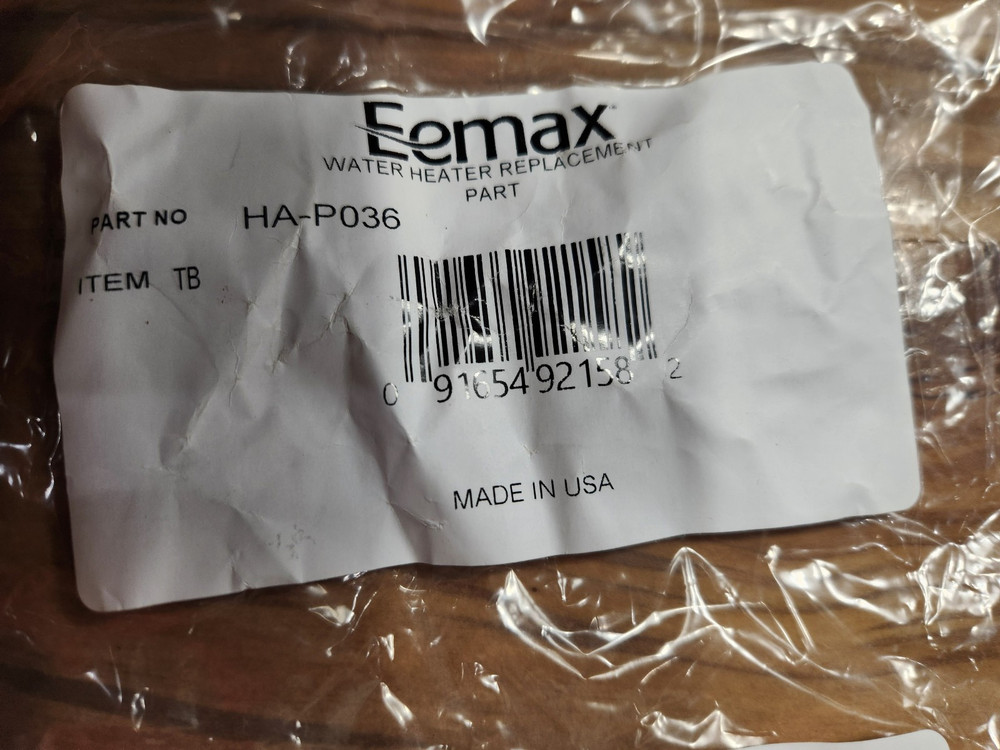 Eemax
WATER HEATER REPLACEMENT
PART
PART NO HA-P036
ITEM TB
0 91654 92158 2
MADE IN USA